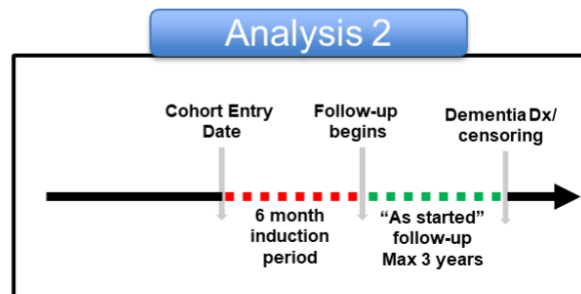 Analysis 2
Cohort Entry
Date
Follow-up
begins
Dementia Dx/
censoring
6 month
induction
period
“As started”
follow-up
Max 3 years